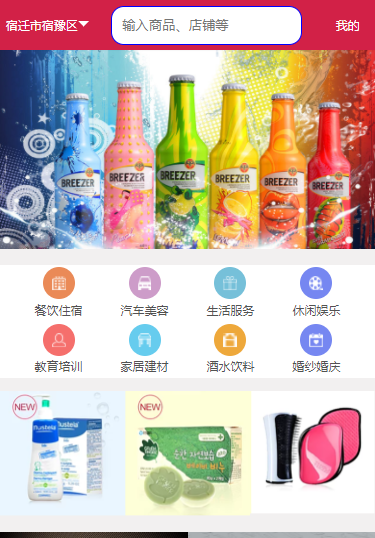 宿迁市宿豫区
输入商品、店铺等
我的
BREEZER
BREEZER
BREEZER
BREEZER
BREEZER
BREEZER
餐饮住宿
汽车美容
生活服务
休闲娱乐
教育培训
家居建材
酒水饮料
婚纱婚庆
NEW
NEW
mustela